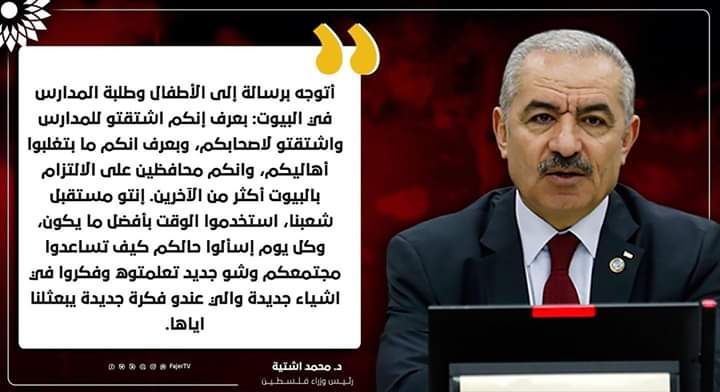 أتوجه برسالة إلى الأطفال وطلبة المدارس
في البيوت: بعرف إنكم اشتقتو للمدارس
واشتقتو لاصحابكم، وبعرف انكم ما بتغلبوا
أهاليكم، وانكم محافظين على الالتزام
بالبيوت أكثر من الآخرين. إنتو مستقبل
شعبنا، استخدموا الوقت بأفضل ما يكون،
وكل يوم إسألوا حالكم كيف تساعدوا
مجتمعكم وشو جديد تعلمتوه وفكروا في
اشياء جديدة والي عندو فكرة جديدة يبعثلنا
اياها.
FajerTV
د. محمد اشتية
رئيس وزراء فلسطين